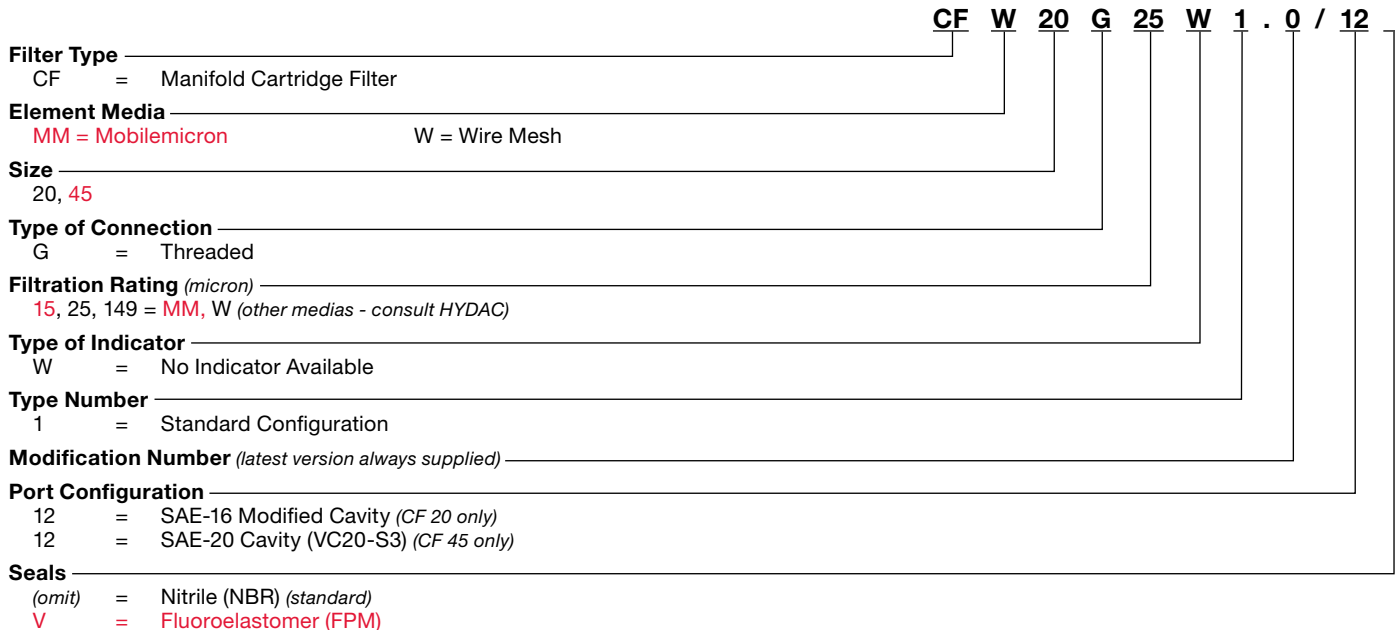 CF W 20 G 25 W 1 . 0 / 12
Filter Type
CF = Manifold Cartridge Filter
Element Media
MM = Mobilemicron W = Wire Mesh
Size
20, 45
Type of Connection
G = Threaded
Filtration Rating (micron)
15, 25, 149 = MM, W (other medias - consult HYDAC)
Type of Indicator
W = No Indicator Available
Type Number
1 = Standard Configuration
Modification Number (latest version always supplied)
Port Configuration
12 = SAE-16 Modified Cavity (CF 20 only)
12 = SAE-20 Cavity (VC20-S3) (CF 45 only)
Seals
(omit) = Nitrile (NBR) (standard)
V = Fluoroelastomer (FPM)